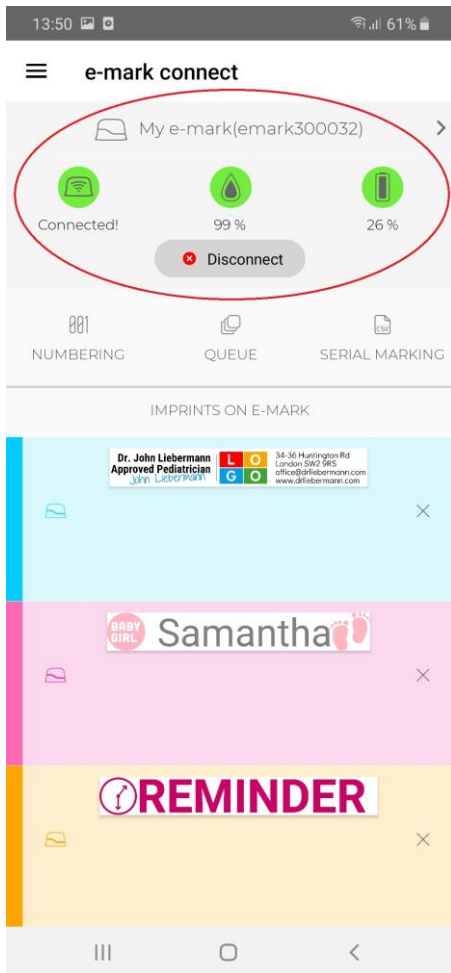 13:50 61%
e-mark connect
My e-mark(emark300032)
Connected! 99 % 26 %
Disconnect
001 CSV
NUMBERING QUEUE SERIAL MARKING
IMPRINTS ON E-MARK
Dr. John Liebermann
Approved Pediatrician
John Liebermann
L O
G O
34-36 Huntington Rd
London SW2 9RS
office@drliebermann.com
www.drliebermann.com
BABY
GIRL
Samantha
REMINDER